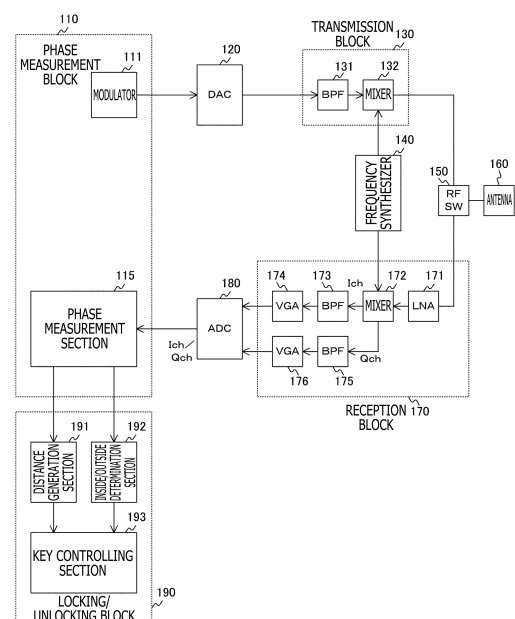 110
PHASE
MEASUREMENT
BLOCK
111
MODULATOR
120
DAC
TRANSMISSION
BLOCK
130
131
BPF
132
MIXER
140
FREQUENCY
SYNTHESIZER
150
RF
SW
160
ANTENNA
115
PHASE
MEASUREMENT
SECTION
180
ADC
Ich
Qch
174
VGA
173
BPF
Ich
172
MIXER
171
LNA
VGA
176
BPF
175
Qch
RECEPTION 170
BLOCK
191
DISTANCE
GENERATION
SECTION
192
INSIDE/OUTSIDE
DETERMINATION
SECTION
193
KEY CONTROLLING
SECTION
LOCKING/
UNLOCKING BLOCK
190